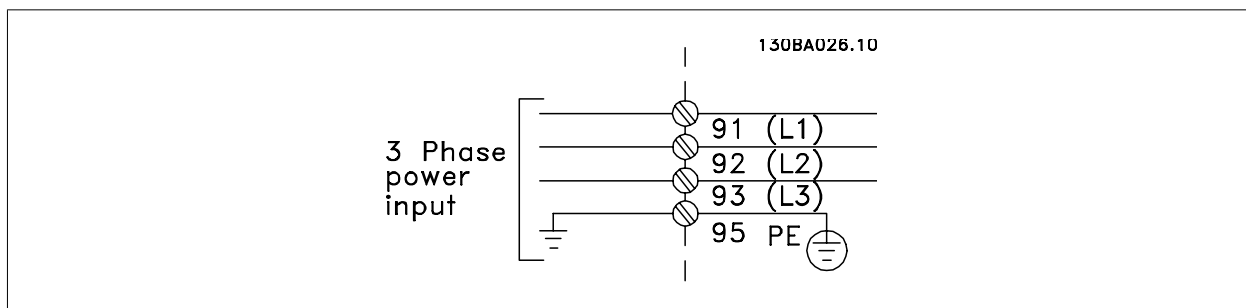 130BA026.10
3 Phase
power
input
91 (L1)
92 (L2)
93 (L3)
95 PE